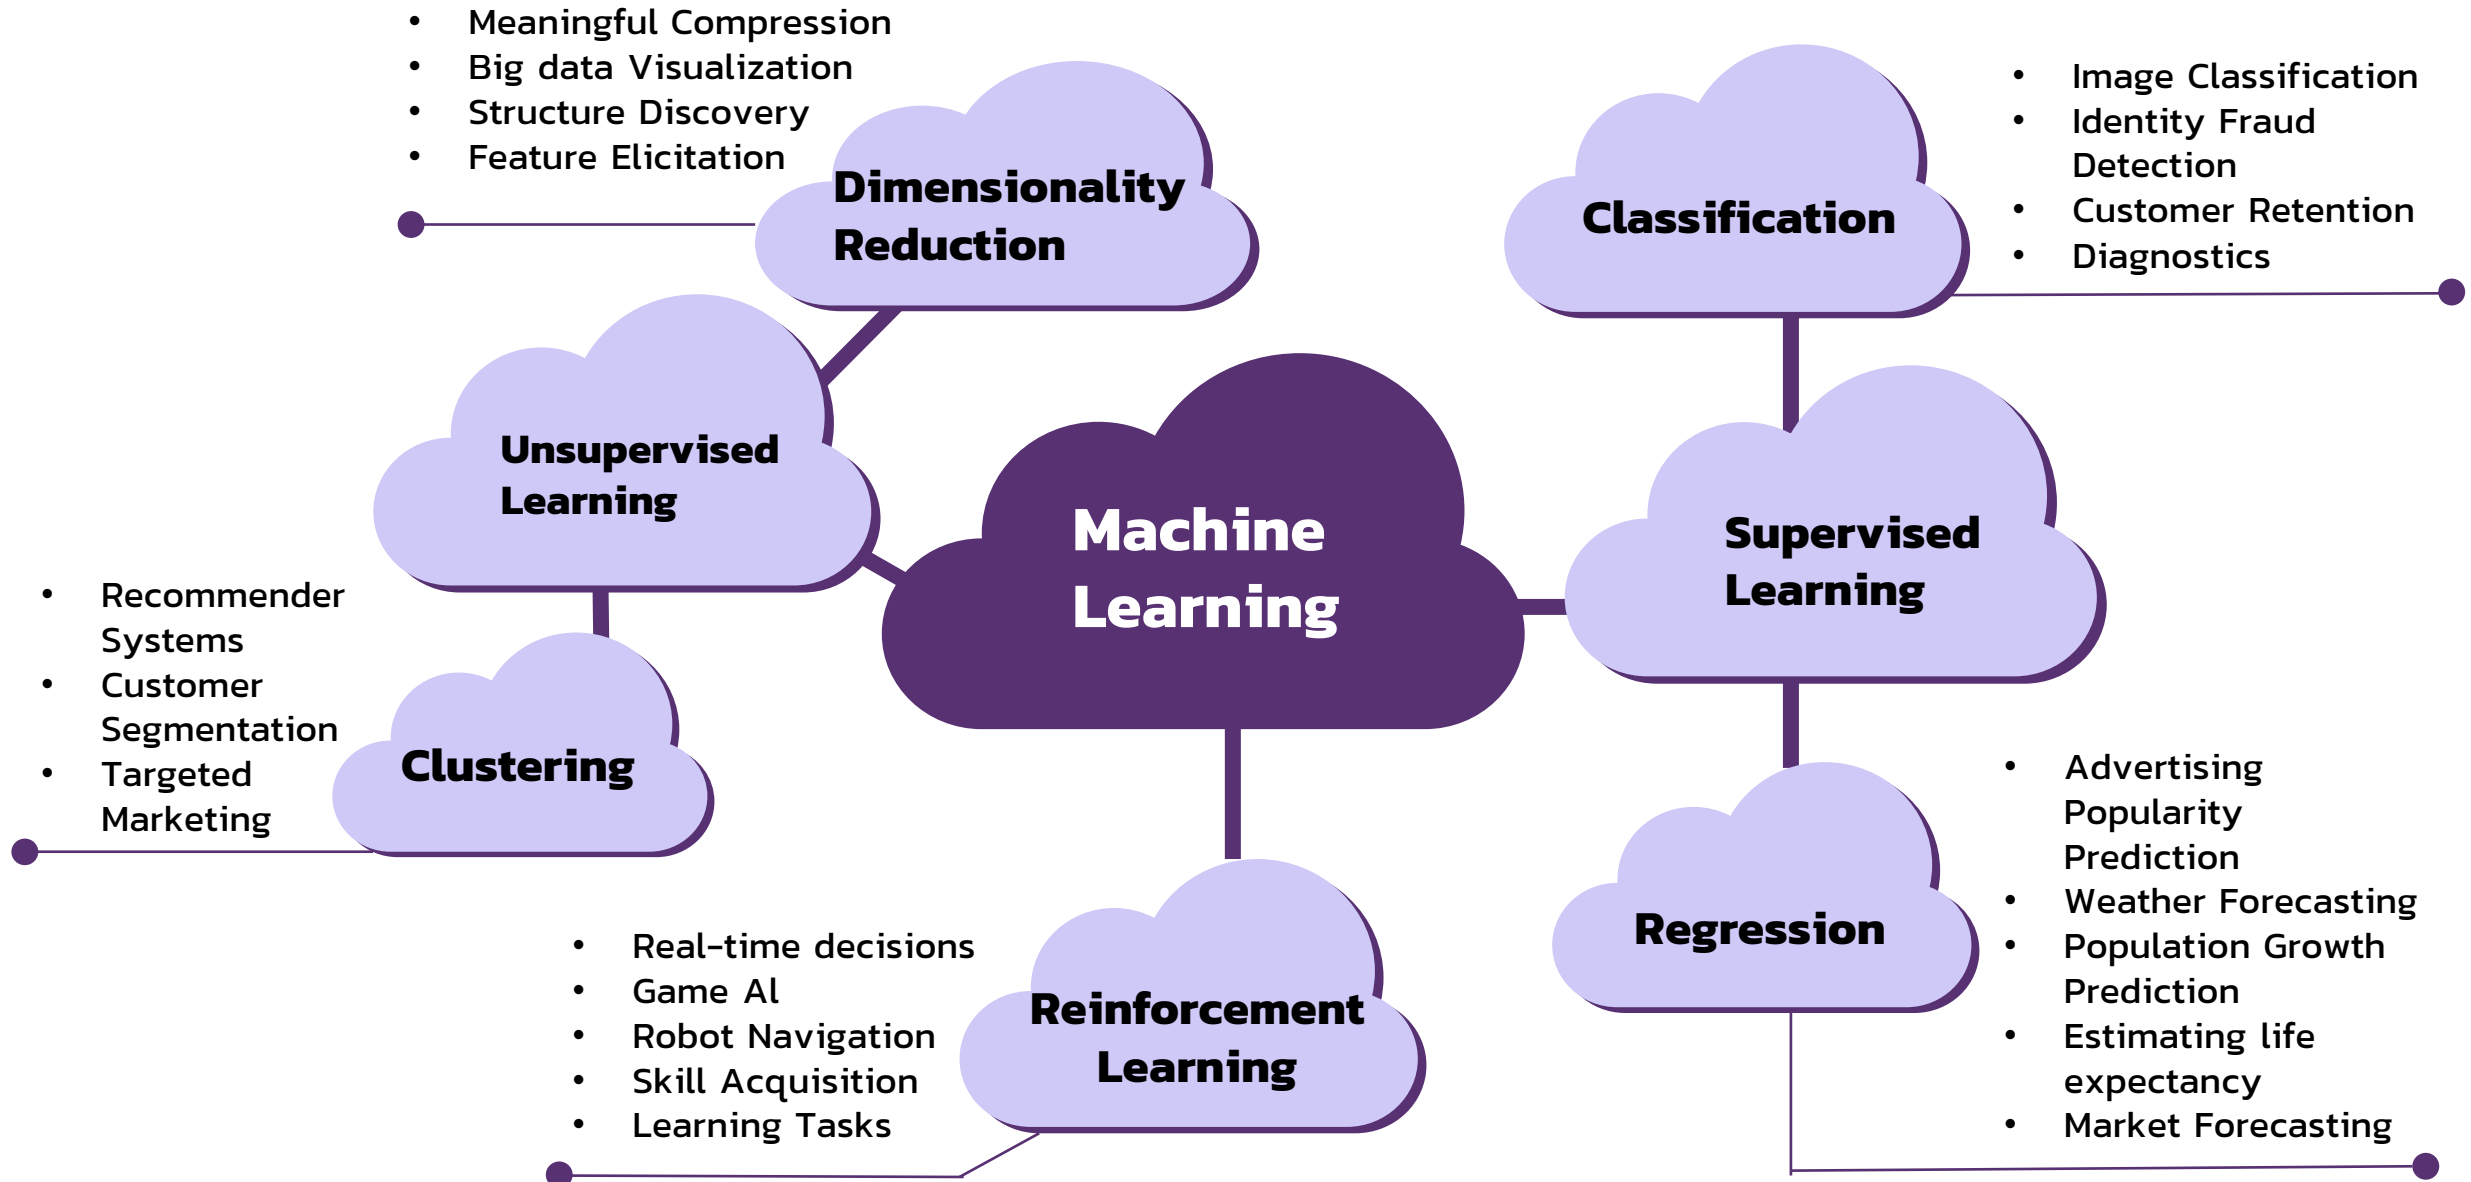 • Meaningful Compression
• Big data Visualization
• Structure Discovery
• Feature Elicitation
Dimensionality
Reduction
Classification
• Image Classification
• Identity Fraud
Detection
• Customer Retention
• Diagnostics
Unsupervised
Learning
Machine
Learning
Supervised
Learning
• Recommender
Systems
• Customer
Segmentation
• Targeted
Marketing
Clustering
• Real-time decisions
• Game Al
• Robot Navigation
• Skill Acquisition
• Learning Tasks
Reinforcement
Learning
Regression
• Advertising
Popularity
Prediction
• Weather Forecasting
• Population Growth
Prediction
• Estimating life
expectancy
• Market Forecasting